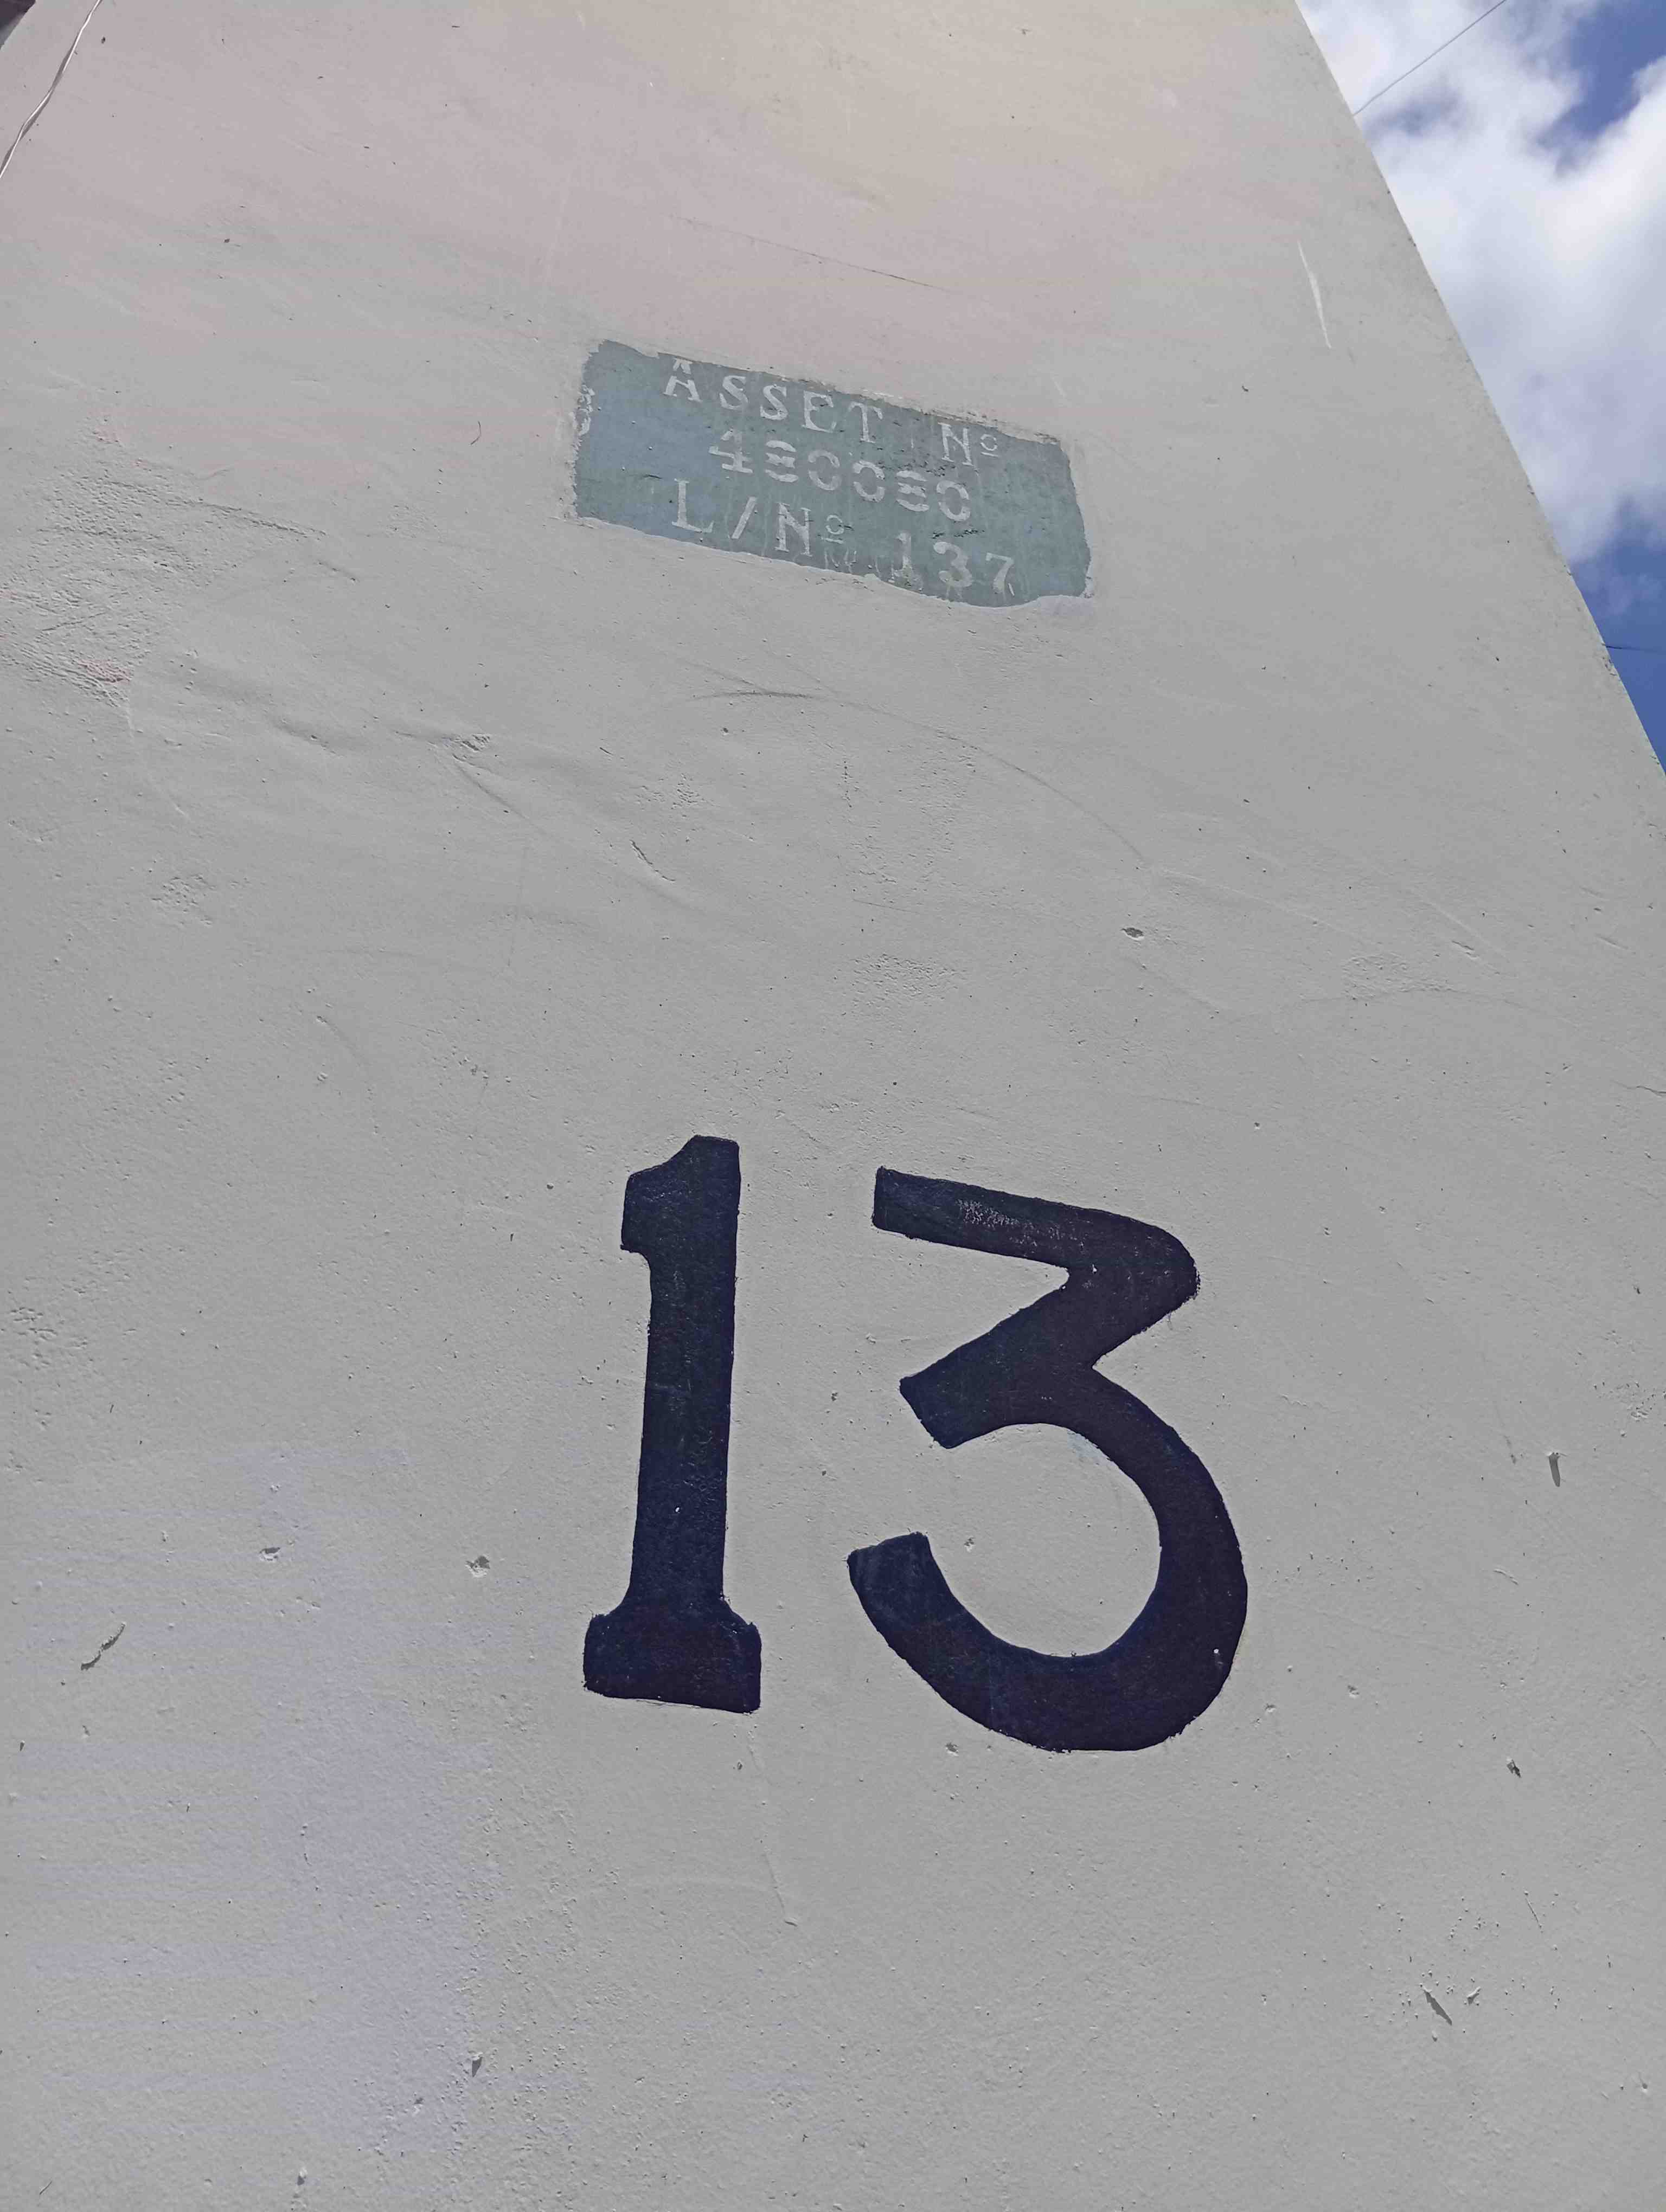 ASSET Nº
480080
L/Nº 137
13